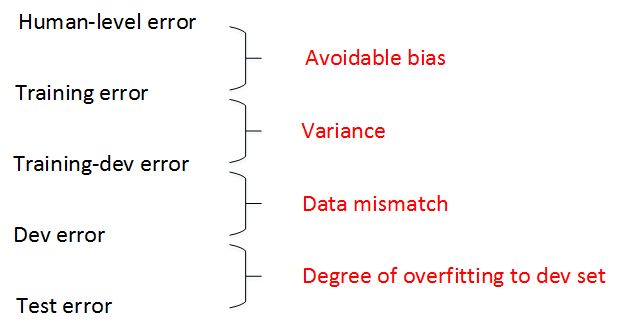 Human-level error
Avoidable bias
Training error
Variance
Training-dev error
Data mismatch
Dev error
Degree of overfitting to dev set
Test error